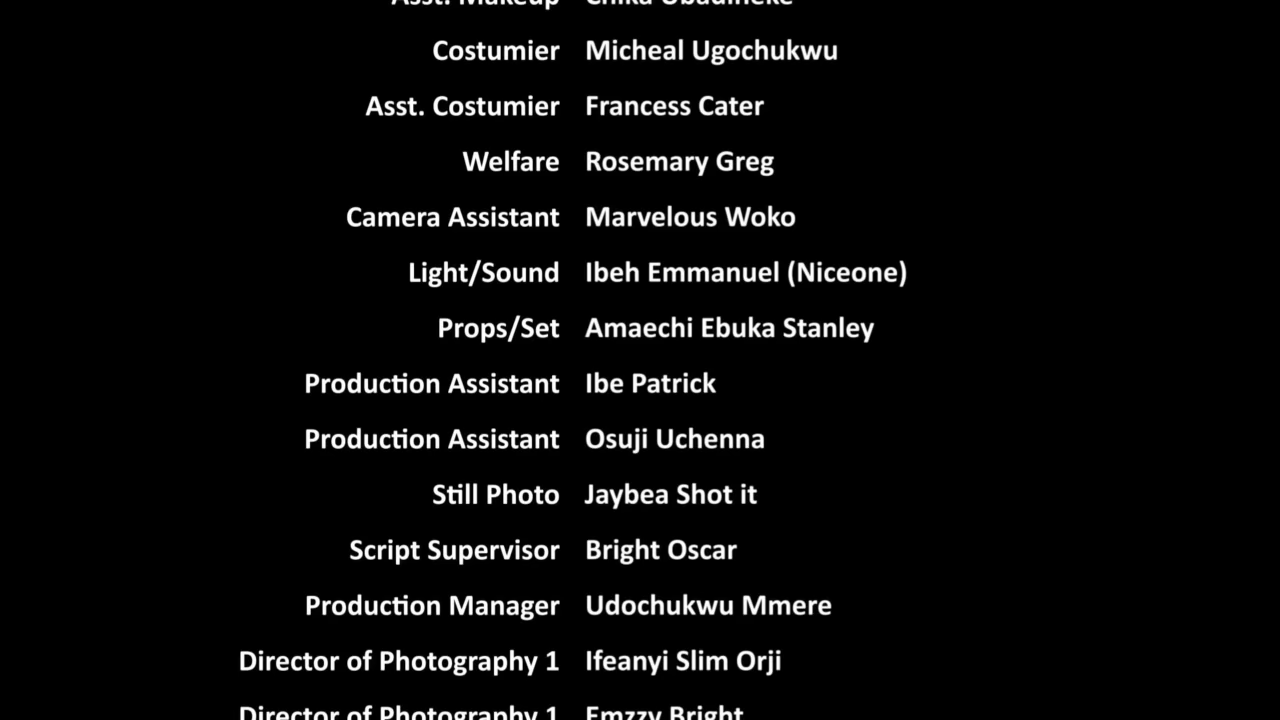 Asst. Makeup
Costumier Micheal Ugochukwu
Asst. Costumier Francess Cater
Welfare Rosemary Greg
Camera Assistant Marvelous Woko
Light/Sound Ibeh Emmanuel (Niceone)
Props/Set Amaechi Ebuka Stanley
Production Assistant Ibe Patrick
Production Assistant Osuji Uchenna
Still Photo Jaybea Shot it
Script Supervisor Bright Oscar
Production Manager Udochukwu Mmere
Director of Photography 1 Ifeanyi Slim Orji
Director of Photography 1 Emzzy Bright